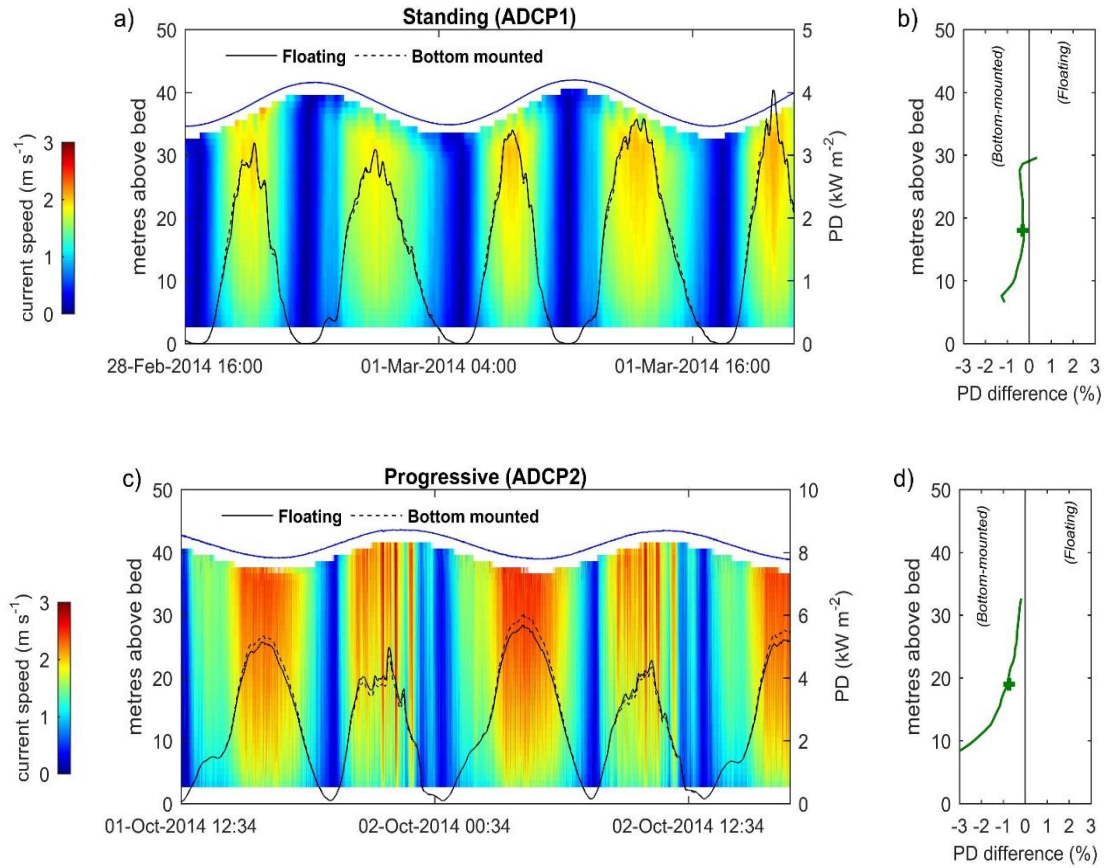 a)
Standing (ADCP1)
Floating
Bottom mounted
current speed (m s-1)
3
2
1
0
metres above bed
50
40
30
20
10
0
PD (kW m-2)
5
4
3
2
1
0
28-Feb-2014 16:00
01-Mar-2014 04:00
01-Mar-2014 16:00
b)
(Bottom-mounted)
(Floating)
metres above bed
50
40
30
20
10
0
-3 -2 -1 0 1 2 3
PD difference (%)
c)
Progressive (ADCP2)
Floating
Bottom mounted
current speed (m s-1)
3
2
1
0
metres above bed
50
40
30
20
10
0
PD (kW m-2)
10
8
6
4
2
0
01-Oct-2014 12:34
02-Oct-2014 00:34
02-Oct-2014 12:34
d)
(Bottom-mounted)
(Floating)
metres above bed
50
40
30
20
10
0
-3 -2 -1 0 1 2 3
PD difference (%)